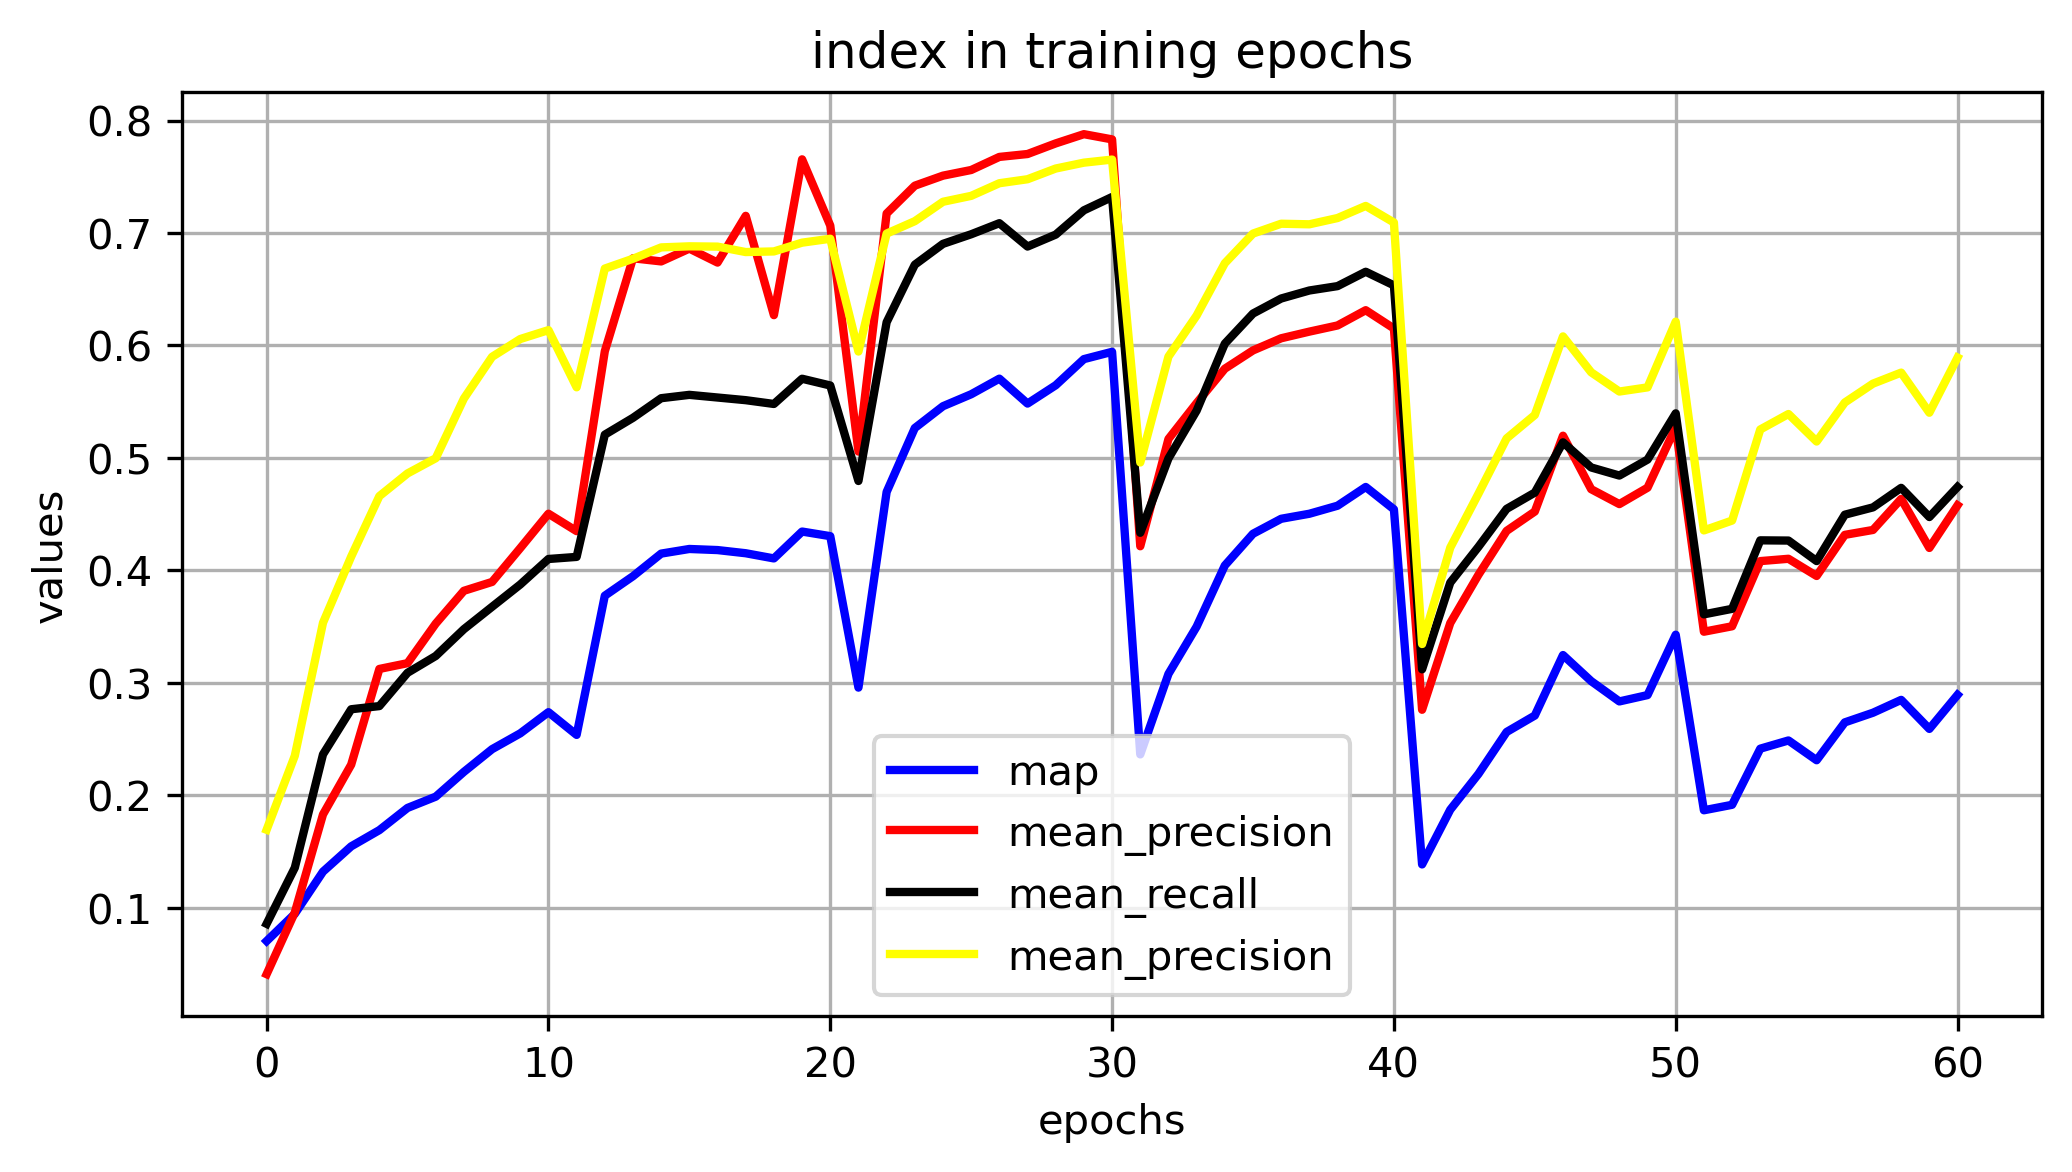 index in training epochs
0.8
0.7
0.6
0.5
0.4
0.3
0.2
0.1
values
map
mean_precision
mean_recall
mean_precision
0 10 20 30 40 50 60
epochs